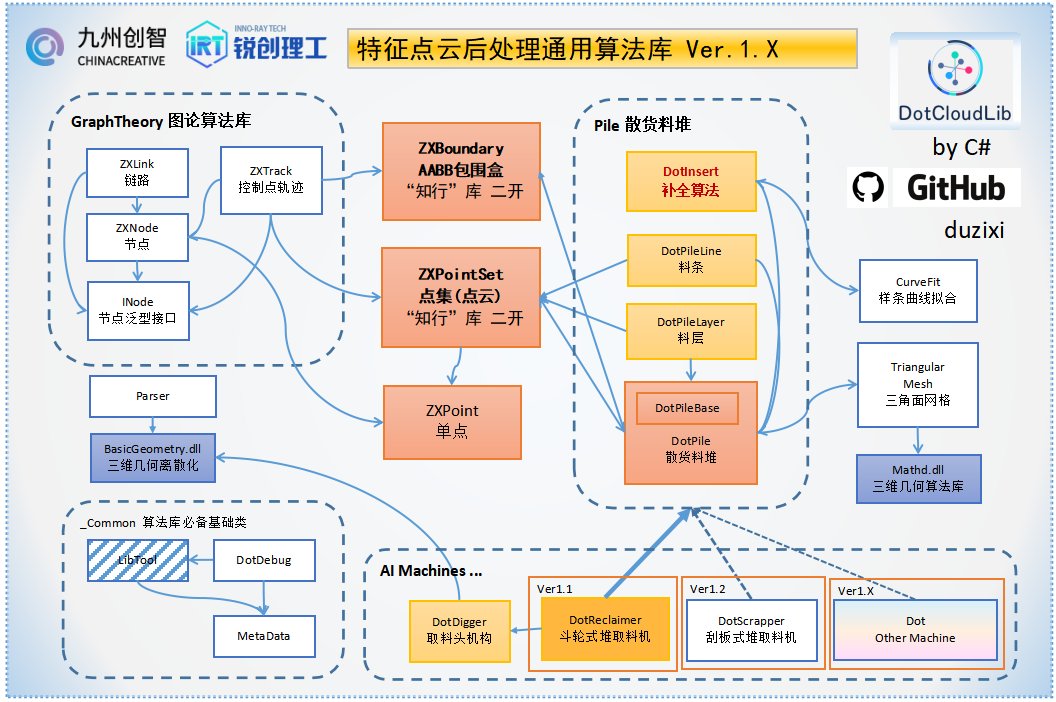 九州创智
CHINACREATIVE
iRT
INNO-RAY TECH
锐创理工
特征点云后处理通用算法库 Ver.1.X
DotCloudLib
by C#
GitHub
duzixi
GraphTheory 图论算法库
ZXLink
链路
ZXTrack
控制点轨迹
ZXNode
节点
INode
节点泛型接口
ZXBoundary
AABB包围盒
“知行”库 二开
ZXPointSet
点集(点云)
“知行”库 二开
ZXPoint
单点
Pile 散货料堆
DotInsert
补全算法
DotPileLine
料条
DotPileLayer
料层
DotPileBase
DotPile
散货料堆
CurveFit
样条曲线拟合
Triangular
Mesh
三角面网格
Mathd.dll
三维几何算法库
Parser
BasicGeometry.dll
三维几何离散化
_Common 算法库必备基础类
LibTool
DotDebug
MetaData
AI Machines ...
DotDigger
取料头机构
Ver1.1
DotReclaimer
斗轮式堆取料机
Ver1.2
DotScrapper
刮板式堆取料机
Ver1.X
Dot
Other Machine